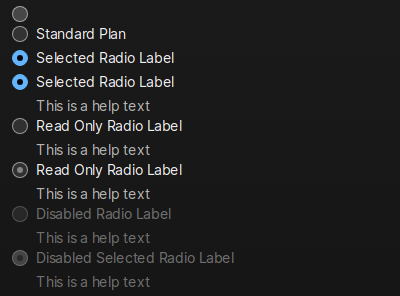 Standard Plan
Selected Radio Label
Selected Radio Label
This is a help text
Read Only Radio Label
This is a help text
Read Only Radio Label
This is a help text
Disabled Radio Label
This is a help text
Disabled Selected Radio Label
This is a help text